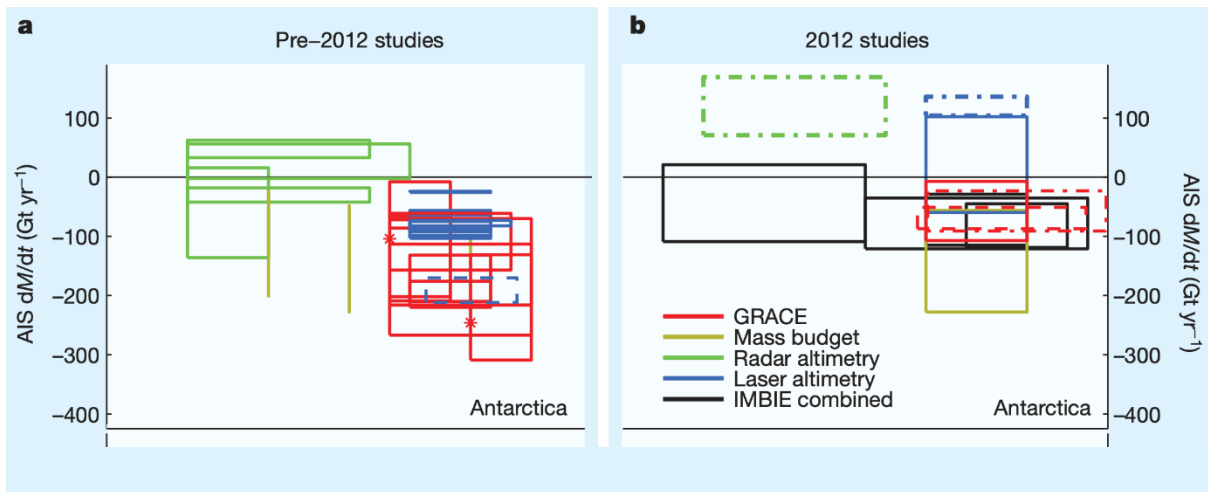 a
Pre–2012 studies
AIS dM/dt (Gt yr⁻¹)
100
0
–100
–200
–300
–400
Antarctica
b
2012 studies
100
0
–100
–200
–300
–400
AIS dM/dt (Gt yr⁻¹)
GRACE
Mass budget
Radar altimetry
Laser altimetry
IMBIE combined
Antarctica